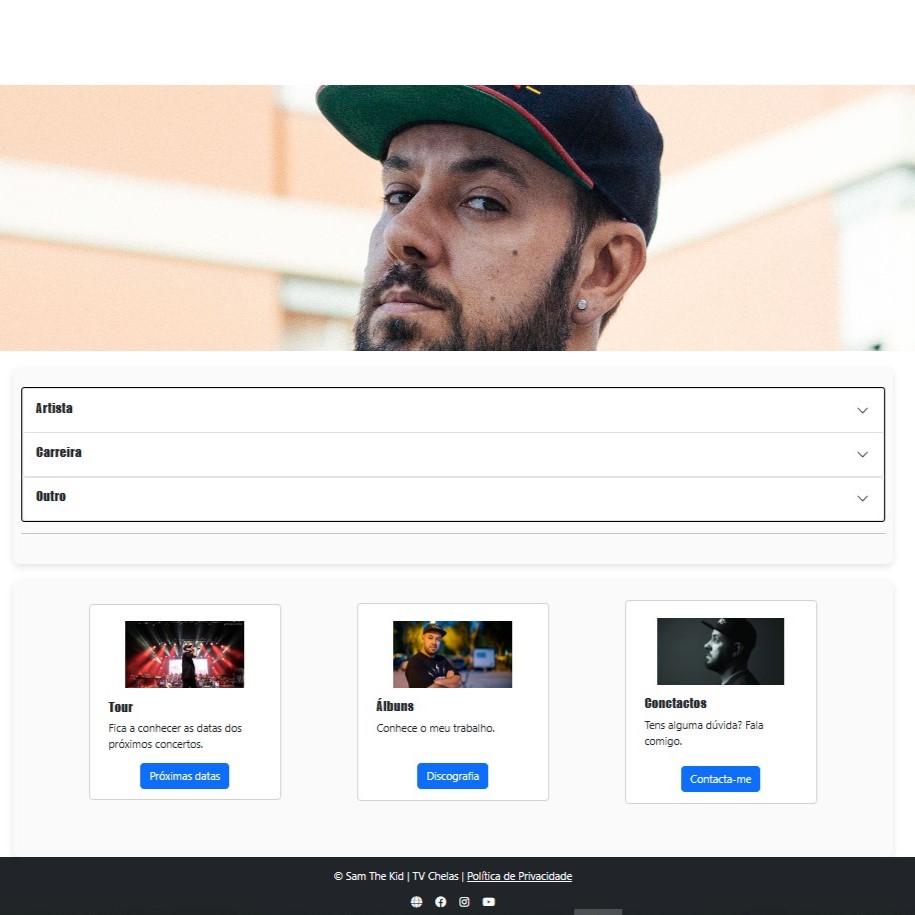 Artista
Carreira
Outro
Tour
Fica a conhecer as datas dos
próximos concertos.
Próximas datas
Álbuns
Conhece o meu trabalho.
Discografia
Conctactos
Tens alguma dúvida? Fala
comigo.
Contacta-me
© Sam The Kid | TV Chelas | Política de Privacidade